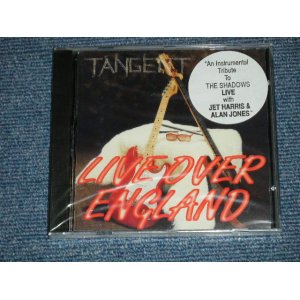 TANGENT
"An Instrumental
Tribute
To
THE SHADOWS
LIVE
with
JET HARRIS &
ALAN JONES"
LIVE OVER
ENGLAND